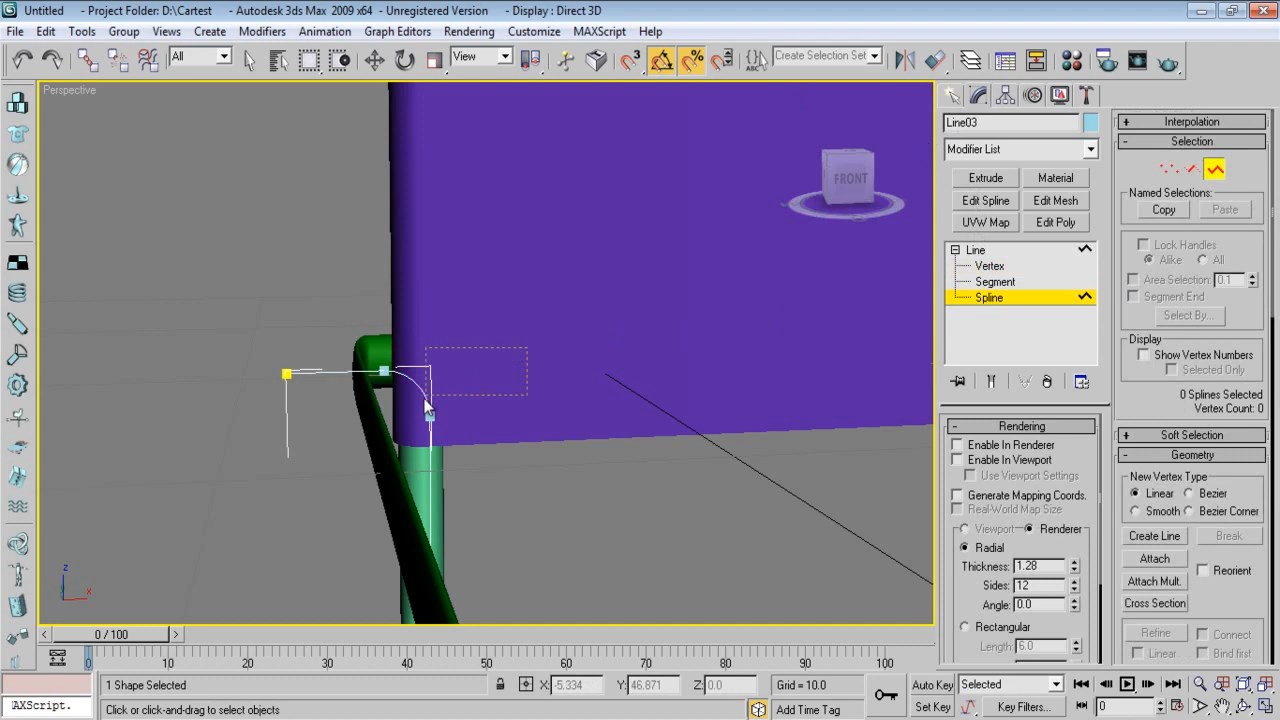 Untitled - Project Folder: D:\Cartest - Autodesk 3ds Max 2009 x64 - Unregistered Version - Display : Direct 3D
File Edit Tools Group Views Create Modifiers Animation Graph Editors Rendering Customize MAXScript Help
All View Create Selection Set
Perspective
FRONT
z
x
Line03
Modifier List
Extrude Material
Edit Spline Edit Mesh
UVW Map Edit Poly
Line
Vertex
Segment
Spline
Rendering
Enable In Renderer
Enable In Viewport
Use Viewport Settings
Generate Mapping Coords.
Real-World Map Size
Viewport Renderer
Radial
Thickness: 1.28
Sides: 12
Angle: 0.0
Rectangular
Length: 6.0
Interpolation
Selection
Named Selections:
Copy Paste
Lock Handles
Alike All
Area Selection: 0.1
Segment End
Select By...
Display
Show Vertex Numbers
Selected Only
0 Splines Selected
Vertex Count: 0
Soft Selection
Geometry
New Vertex Type
Linear Bezier
Smooth Bezier Corner
Create Line Break
Attach Reorient
Attach Mult.
Cross Section
Refine Connect
Linear Bind first
0 / 100
0 10 20 30 40 50 60 70 80 90 100
1 Shape Selected X: -5.334 Y: 46.871 Z: 0.0 Grid = 10.0 Auto Key Selected
AXScript. Click or click-and-drag to select objects Add Time Tag Set Key Key Filters... 0